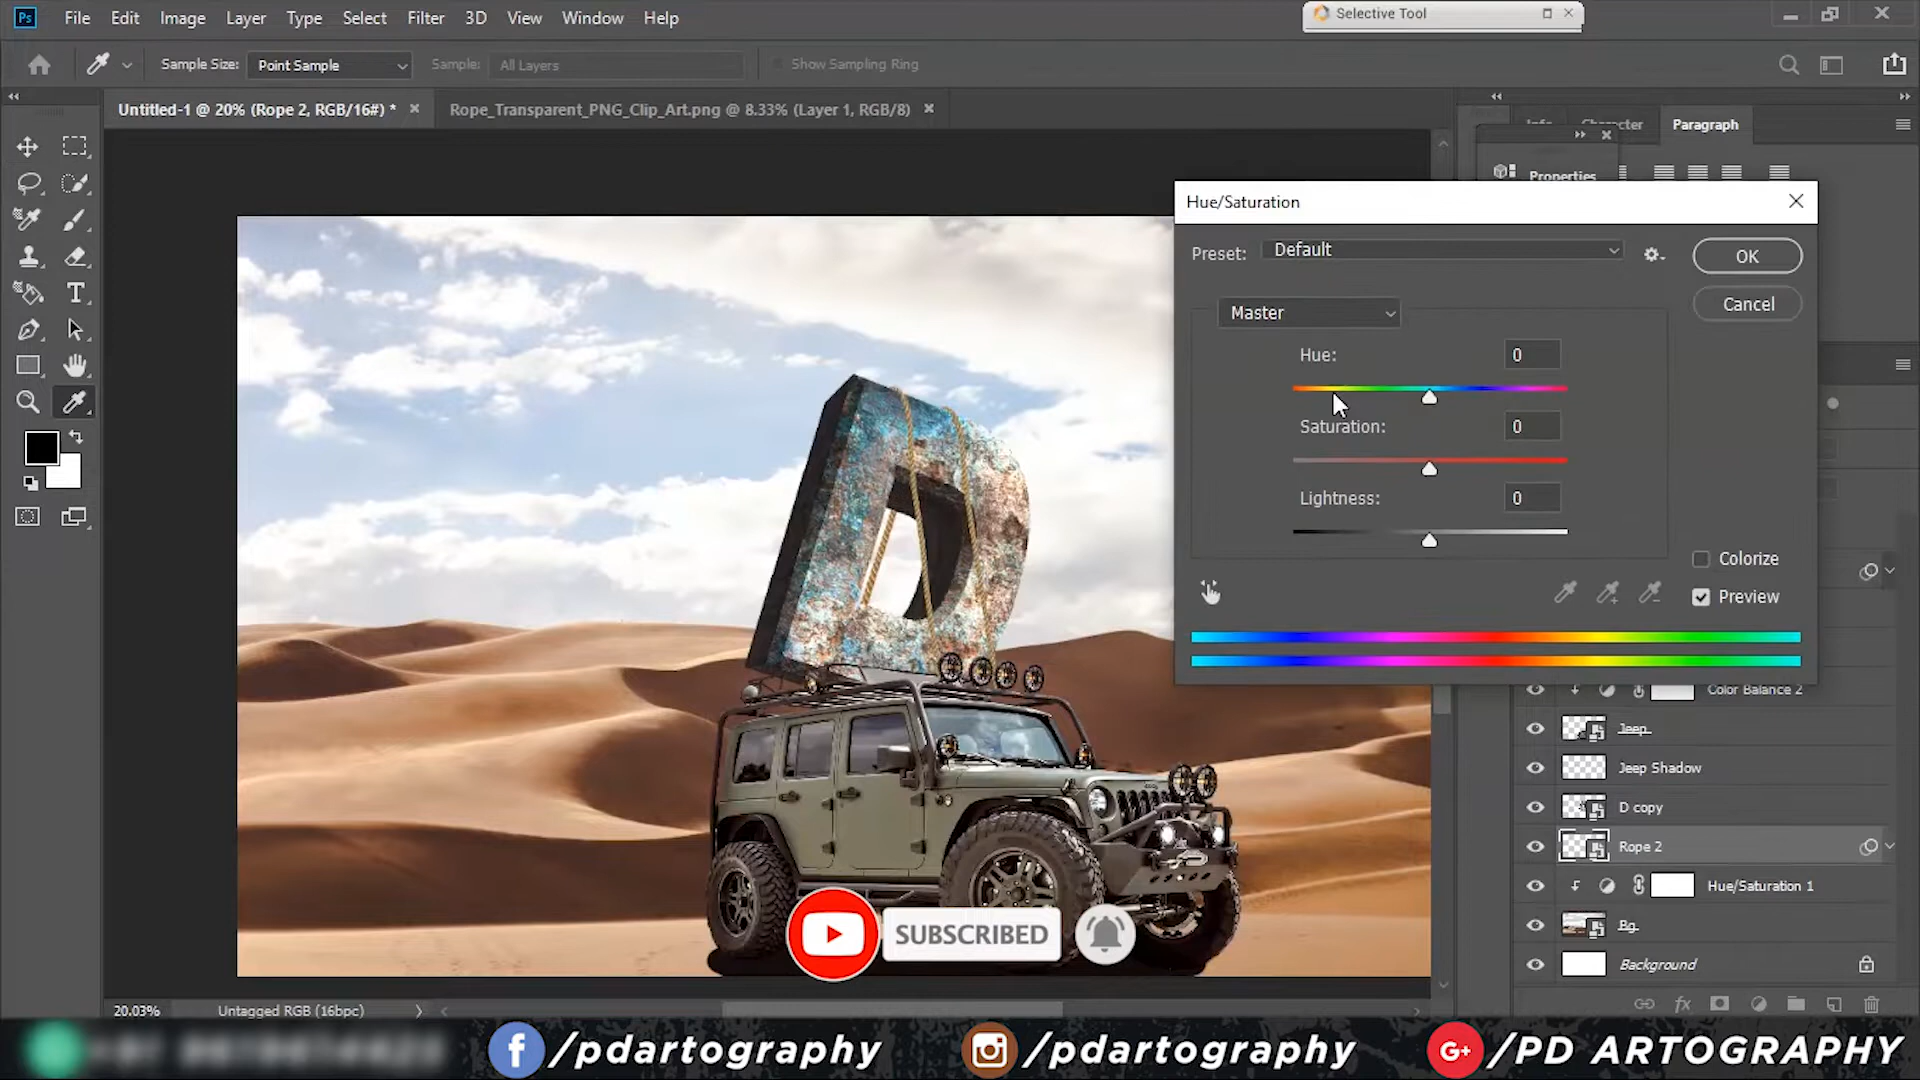 Ps File Edit Image Layer Type Select Filter 3D View Window Help
Selective Tool
Sample Size: Point Sample Sample: All Layers Show Sampling Ring
Untitled-1 @ 20% (Rope 2, RGB/16#) * × Rope_Transparent_PNG_Clip_Art.png @ 8.33% (Layer 1, RGB/8) ×
Info Character Paragraph
Properties
Hue/Saturation
Preset: Default
OK
Cancel
Master
Hue: 0
Saturation: 0
Lightness: 0
Colorize
Preview
Color Balance 2
Jeep
Jeep Shadow
D copy
Rope 2
Hue/Saturation 1
Bg
Background
D
SUBSCRIBED
20.03% Untagged RGB (16bpc)
f /pdartography /pdartography G+ /PD ARTOGRAPHY